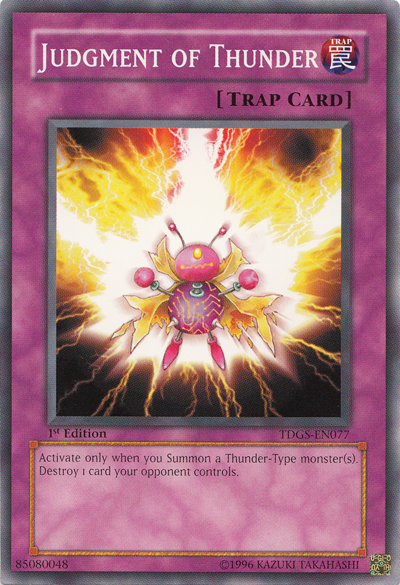 JUDGMENT OF THUNDER
TRAP
罠
[TRAP CARD]
1st Edition
TDGS-EN077
Activate only when you Summon a Thunder-Type monster(s).
Destroy 1 card your opponent controls.
85080048
©1996 KAZUKI TAKAHASHI